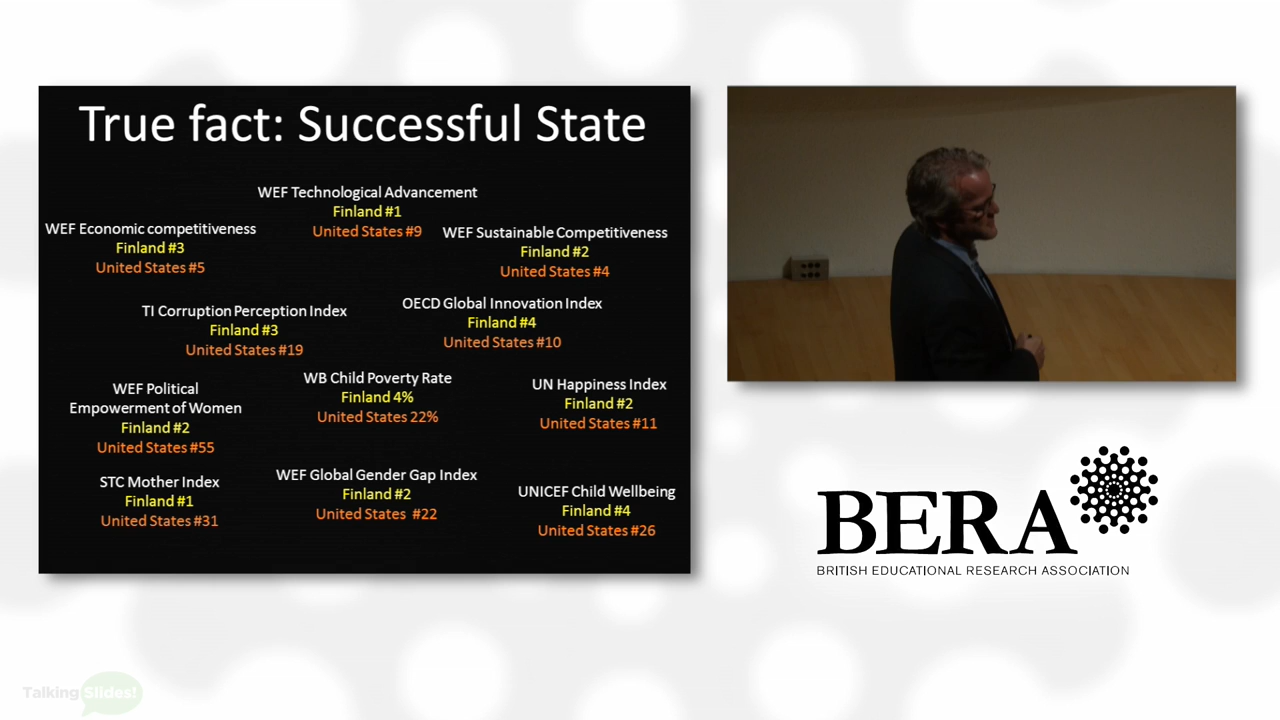 True fact: Successful State
WEF Technological Advancement
Finland #1
United States #9
WEF Economic competitiveness
Finland #3
United States #5
WEF Sustainable Competitiveness
Finland #2
United States #4
TI Corruption Perception Index
Finland #3
United States #19
OECD Global Innovation Index
Finland #4
United States #10
WEF Political
Empowerment of Women
Finland #2
United States #55
WB Child Poverty Rate
Finland 4%
United States 22%
UN Happiness Index
Finland #2
United States #11
STC Mother Index
Finland #1
United States #31
WEF Global Gender Gap Index
Finland #2
United States  #22
UNICEF Child Wellbeing
Finland #4
United States #26
BERA
BRITISH EDUCATIONAL RESEARCH ASSOCIATION
Talking Slides!